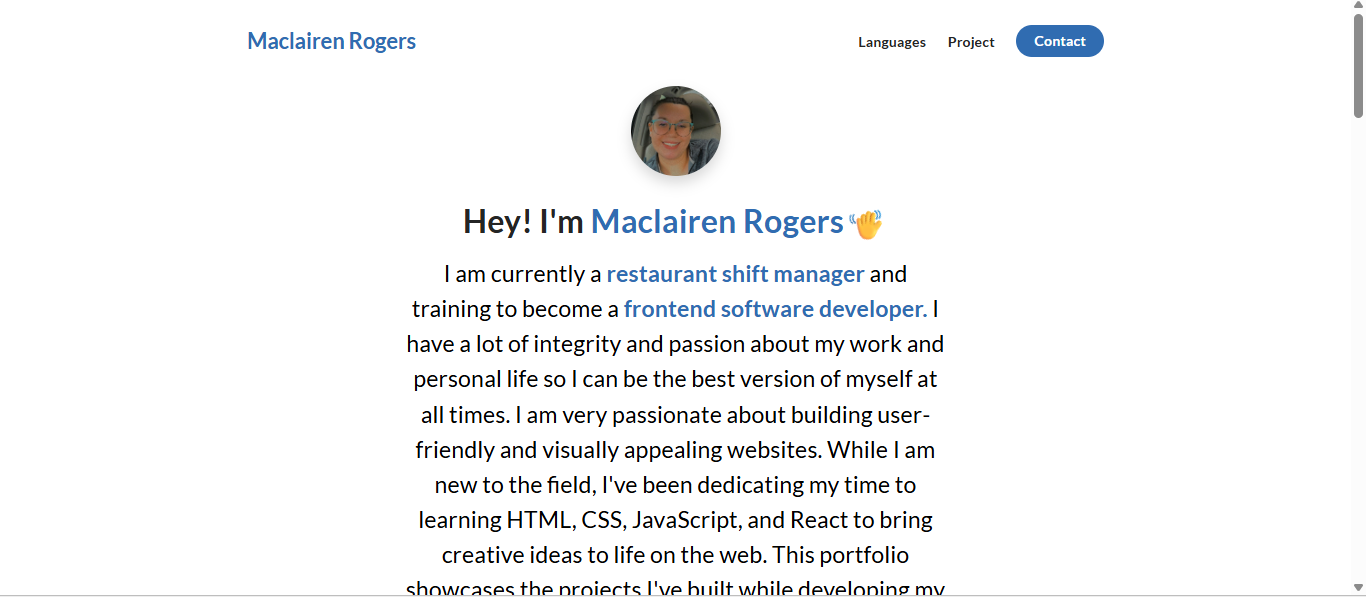 Maclairen Rogers
Languages
Project
Contact
Hey! I'm Maclairen Rogers
I am currently a restaurant shift manager and
training to become a frontend software developer. I
have a lot of integrity and passion about my work and
personal life so I can be the best version of myself at
all times. I am very passionate about building user-
friendly and visually appealing websites. While I am
new to the field, I've been dedicating my time to
learning HTML, CSS, JavaScript, and React to bring
creative ideas to life on the web. This portfolio
showcases the projects I've built while developing my